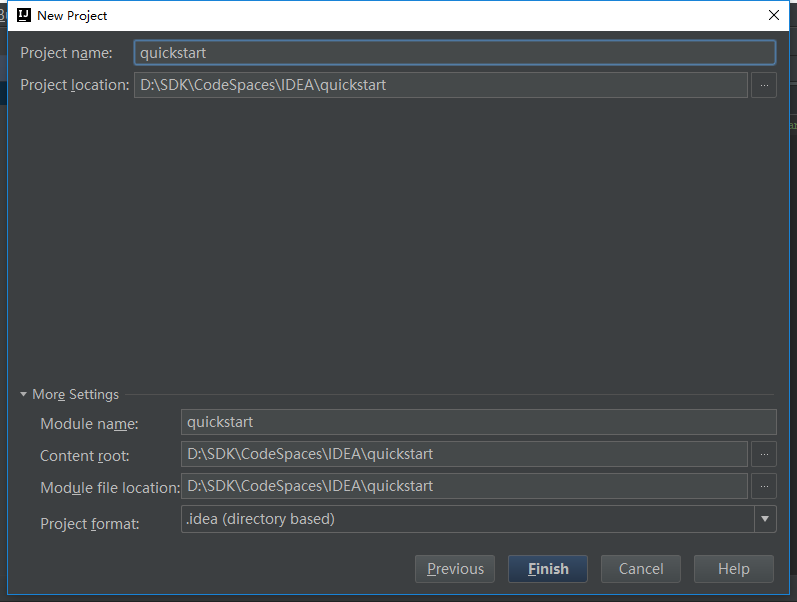 New Project
Project name: quickstart
Project location: D:\SDK\CodeSpaces\IDEA\quickstart ...
More Settings
Module name: quickstart
Content root: D:\SDK\CodeSpaces\IDEA\quickstart ...
Module file location: D:\SDK\CodeSpaces\IDEA\quickstart ...
Project format: .idea (directory based)
Previous Finish Cancel Help